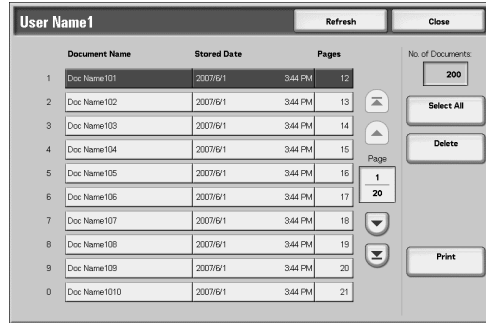 User Name1 Refresh Close
Document Name Stored Date Pages No. of Documents:
200
1 Doc Name101 2007/6/1 3:44 PM 12
2 Doc Name102 2007/6/1 3:44 PM 13 Select All
3 Doc Name103 2007/6/1 3:44 PM 14
4 Doc Name104 2007/6/1 3:44 PM 15 Delete
Page
5 Doc Name105 2007/6/1 3:44 PM 16 1
6 Doc Name106 2007/6/1 3:44 PM 17 20
7 Doc Name107 2007/6/1 3:44 PM 18
8 Doc Name108 2007/6/1 3:44 PM 19
9 Doc Name109 2007/6/1 3:44 PM 20 Print
0 Doc Name1010 2007/6/1 3:44 PM 21